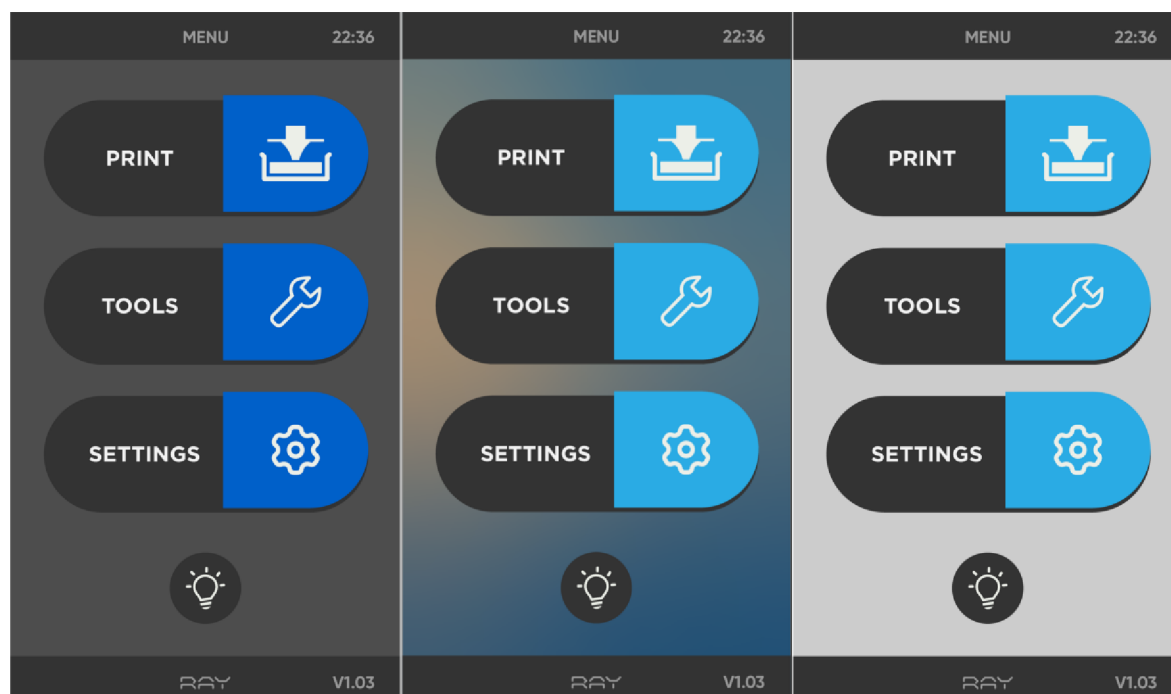 MENU 22:36
PRINT
TOOLS
SETTINGS
RAY V1.03
MENU 22:36
PRINT
TOOLS
SETTINGS
RAY V1.03
MENU 22:36
PRINT
TOOLS
SETTINGS
RAY V1.03